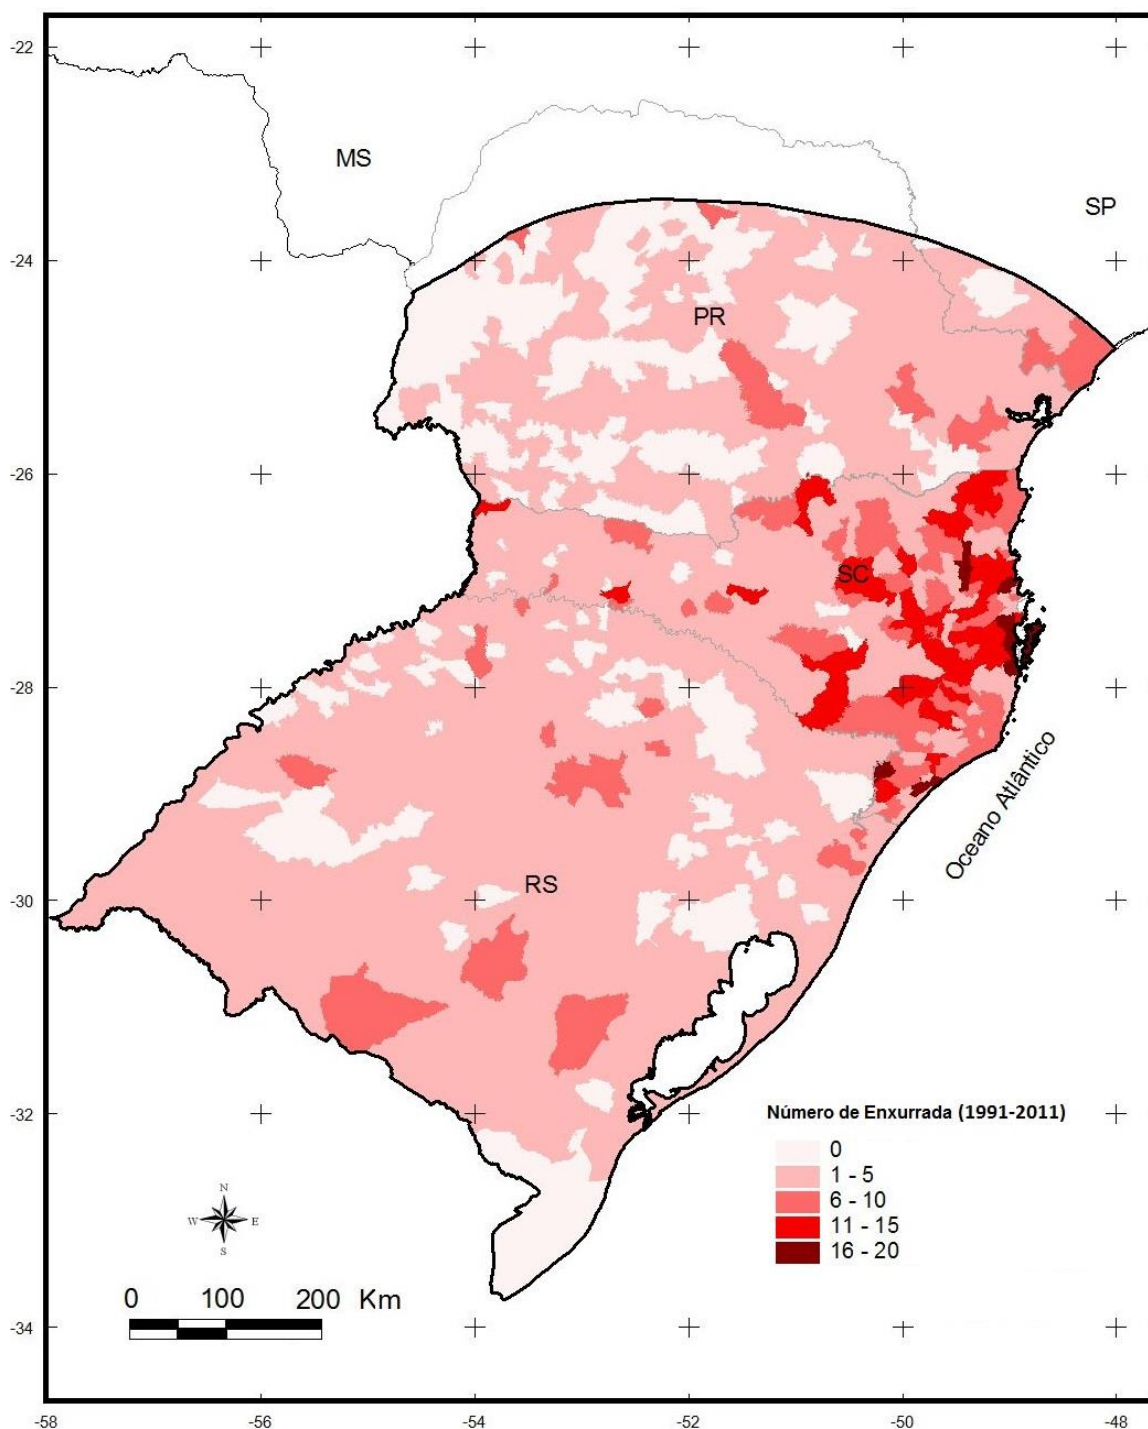 -22
MS
SP
-24
PR
-26
SC
-28
Oceano Atlântico
RS
-30
-32
Número de Enxurrada (1991-2011)
0
1 - 5
6 - 10
11 - 15
16 - 20
N
W E
S
0 100 200 Km
-34
-58 -56 -54 -52 -50 -48